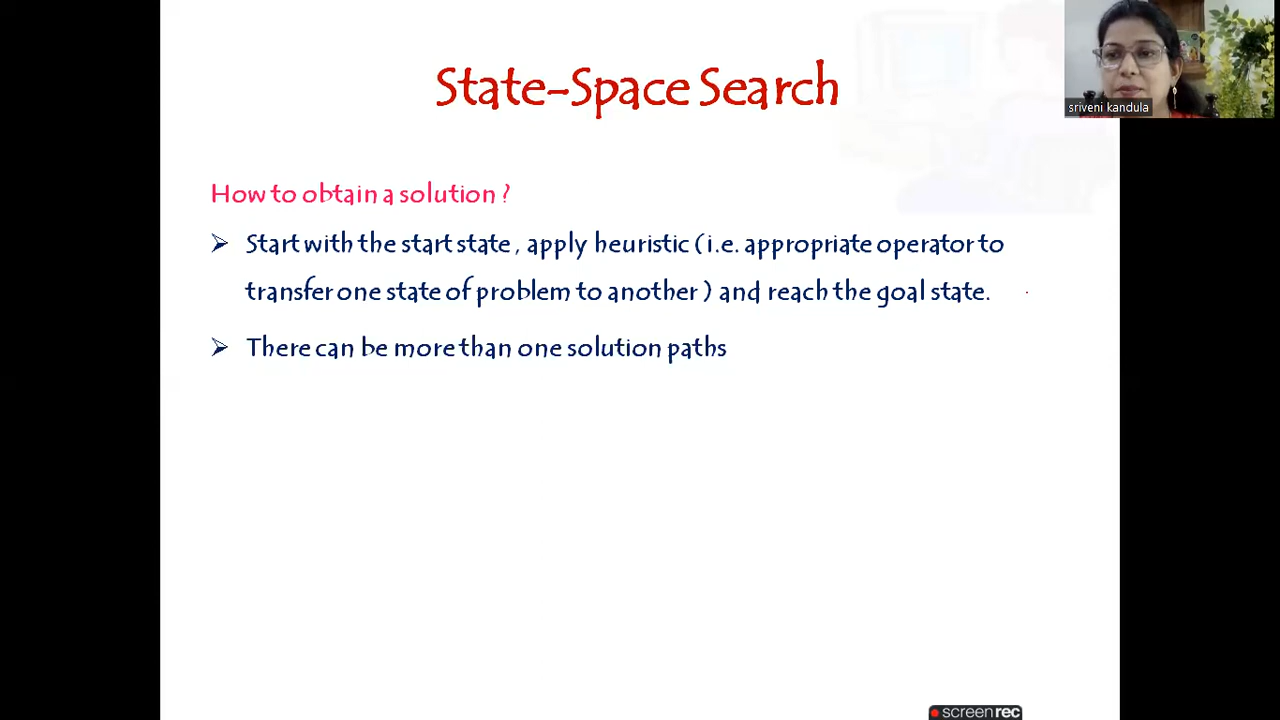 State-Space Search
sriveni kandula
How to obtain a solution ?
➢ Start with the start state , apply heuristic ( i.e. appropriate operator to
transfer one state of problem to another ) and reach the goal state.
➢ There can be more than one solution paths
screenrec